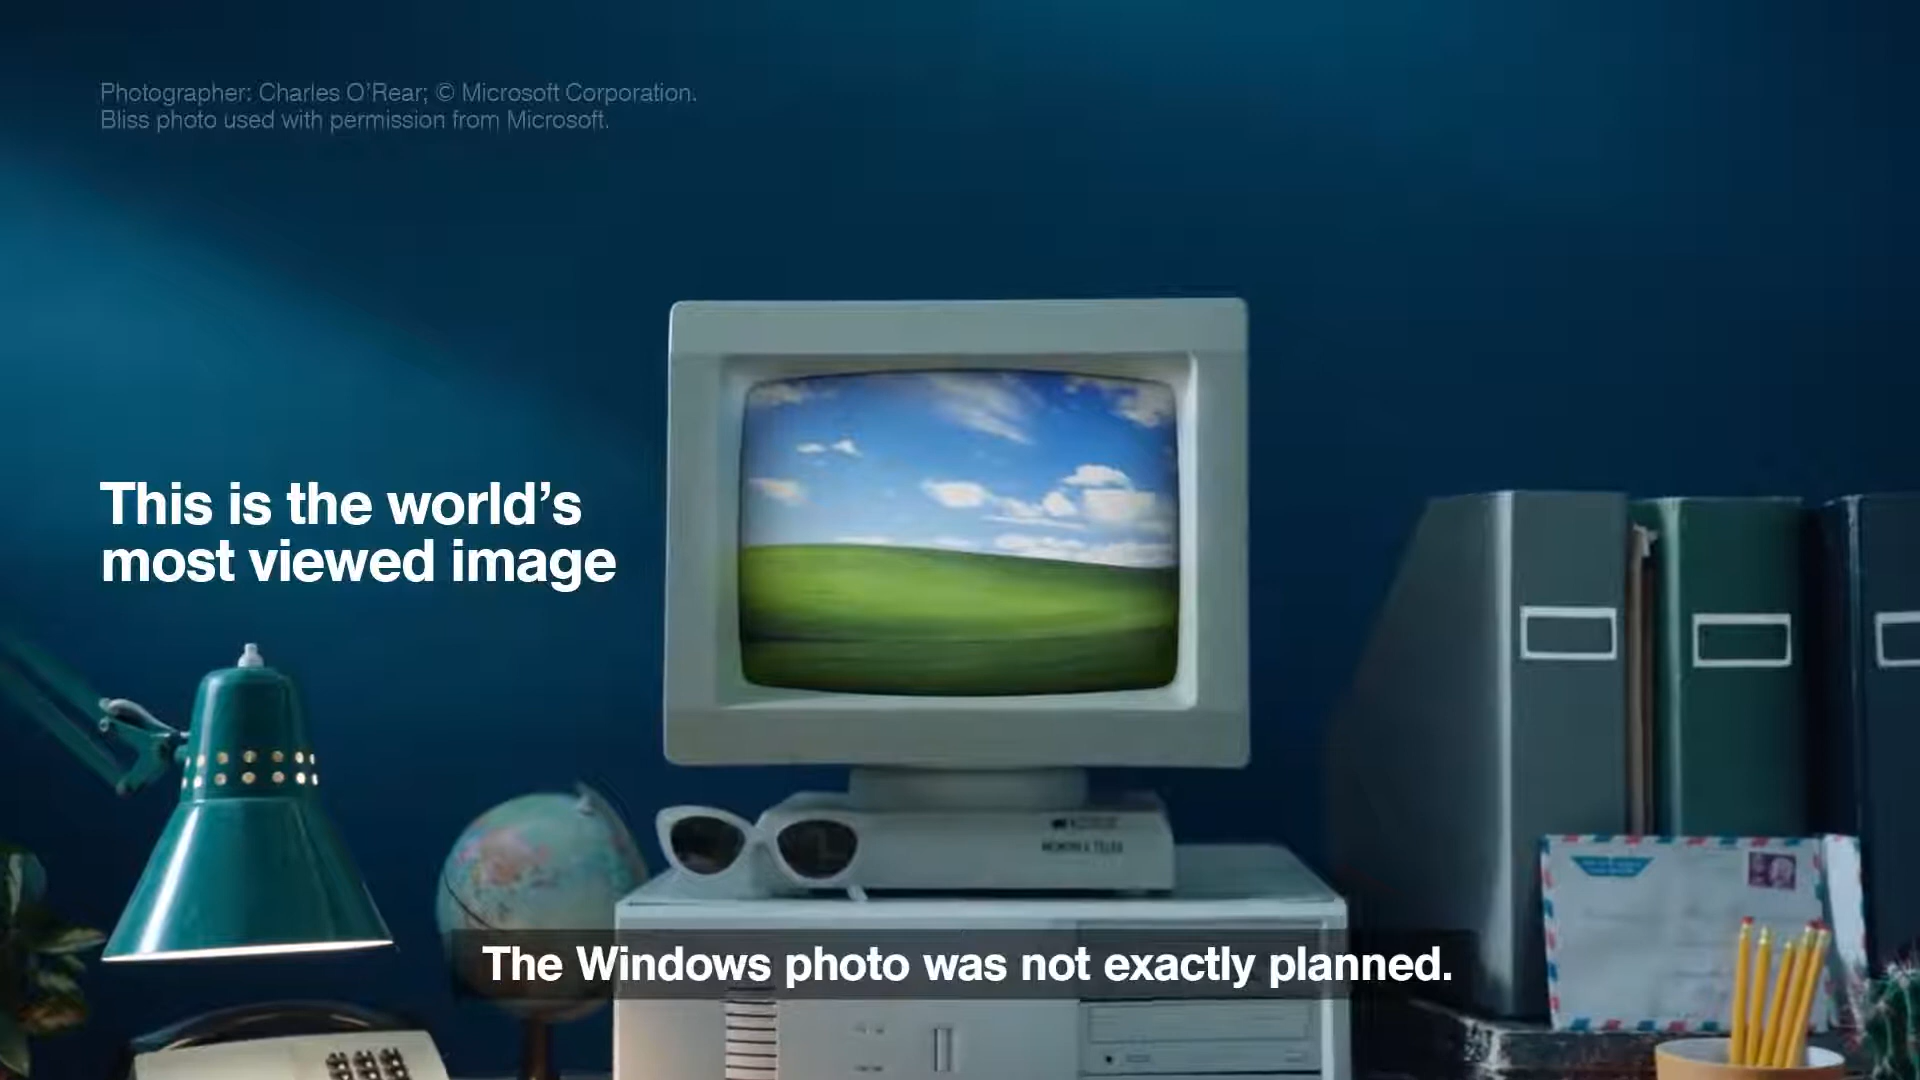 Photographer: Charles O’Rear; © Microsoft Corporation.
Bliss photo used with permission from Microsoft.
This is the world’s
most viewed image
The Windows photo was not exactly planned.